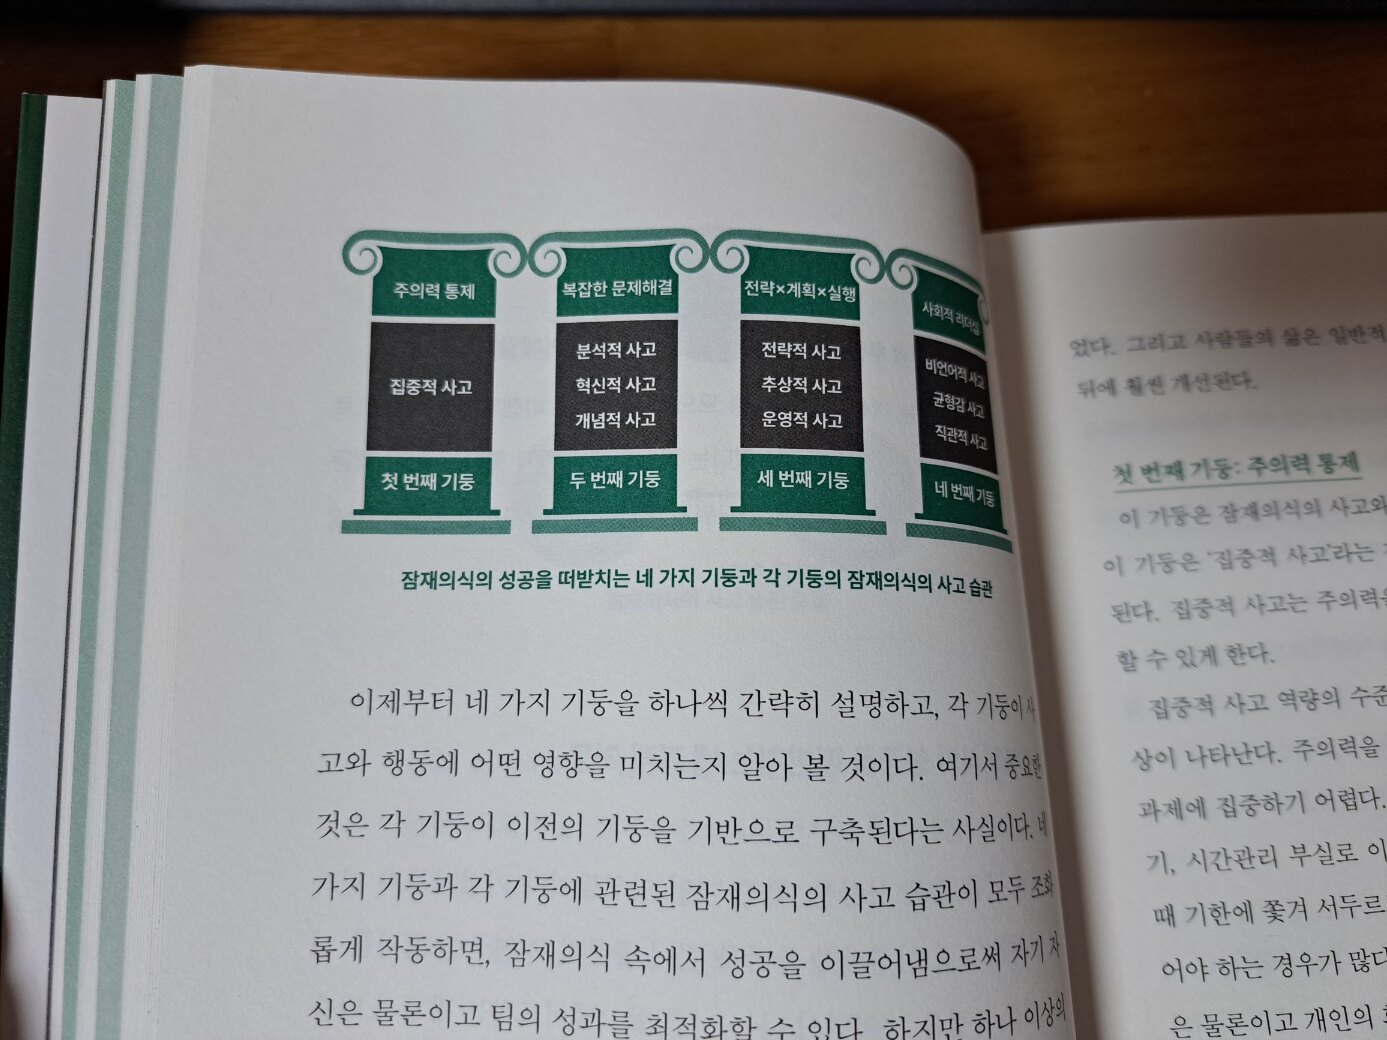 주의력 통제
집중적 사고
첫 번째 기둥
복잡한 문제해결
분석적 사고
혁신적 사고
개념적 사고
두 번째 기둥
전략×계획×실행
전략적 사고
추상적 사고
운영적 사고
세 번째 기둥
사회적 리더십
비언어적 사고
균형감 사고
직관적 사고
네 번째 기둥
잠재의식의 성공을 떠받치는 네 가지 기둥과 각 기둥의 잠재의식의 사고 습관
이제부터 네 가지 기둥을 하나씩 간략히 설명하고, 각 기둥이 사
고와 행동에 어떤 영향을 미치는지 알아 볼 것이다. 여기서 중요한
것은 각 기둥이 이전의 기둥을 기반으로 구축된다는 사실이다. 네
가지 기둥과 각 기둥에 관련된 잠재의식의 사고 습관이 모두 조화
롭게 작동하면, 잠재의식 속에서 성공을 이끌어냄으로써 자기 자
신은 물론이고 팀의 성과를 최적화할 수 있다. 하지만 하나 이상의
었다. 그리고 사람들의 삶은 일반적
뒤에 훨씬 개선된다.
첫 번째 기둥: 주의력 통제
이 기둥은 잠재의식의 사고와
이 기둥은 '집중적 사고'라는
된다. 집중적 사고는 주의력을
할 수 있게 한다.
집중적 사고 역량의 수준
상이 나타난다. 주의력을
과제에 집중하기 어렵다.
기, 시간관리 부실로 이
때 기한에 쫓겨 서두르
어야 하는 경우가 많다
은 물론이고 개인의